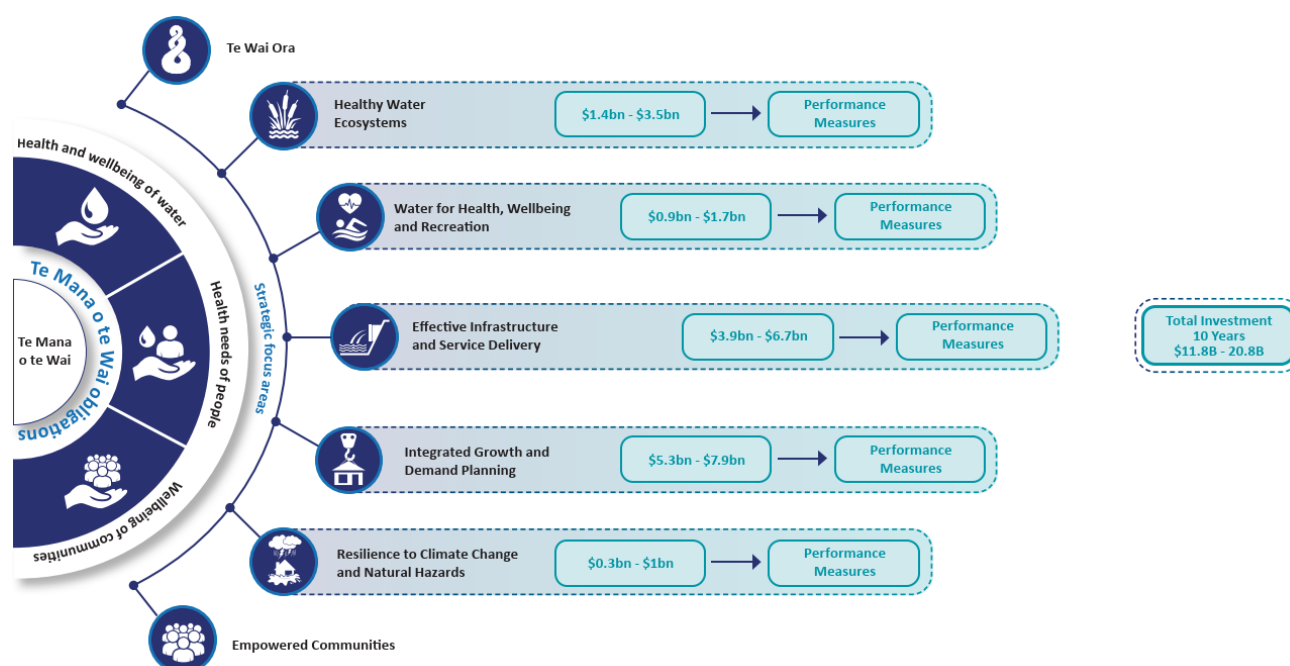 Te Wai Ora
Healthy Water
Ecosystems
$1.4bn - $3.5bn
Performance
Measures
Health and wellbeing of water
Water for Health, Wellbeing
and Recreation
$0.9bn - $1.7bn
Performance
Measures
Te Mana
o te Wai
Te Mana o te Wai obligations
Health needs of people
Strategic focus areas
Effective Infrastructure
and Service Delivery
$3.9bn - $6.7bn
Performance
Measures
Total Investment
10 Years
$11.8B - 20.8B
Integrated Growth and
Demand Planning
$5.3bn - $7.9bn
Performance
Measures
Wellbeing of communities
Resilience to Climate Change
and Natural Hazards
$0.3bn - $1bn
Performance
Measures
Empowered Communities